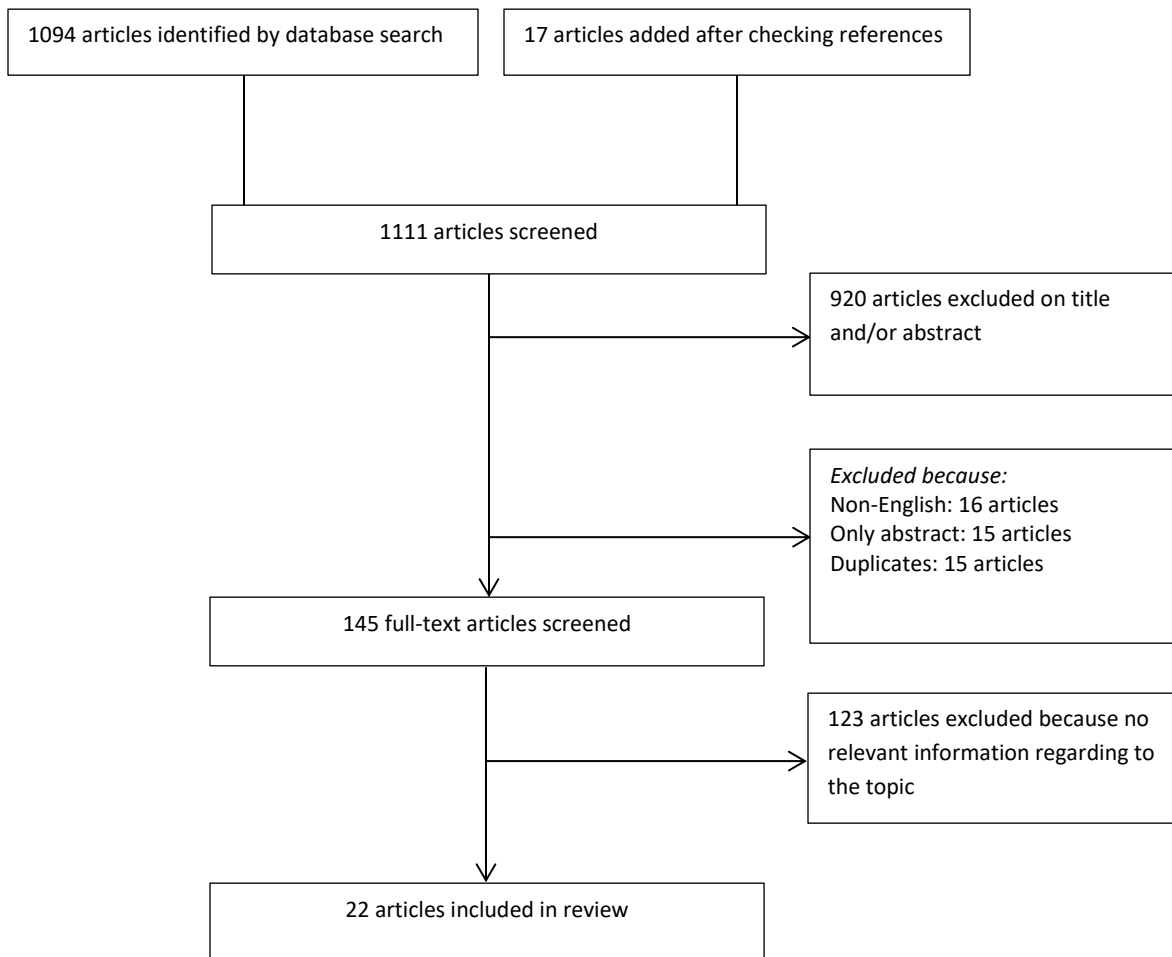 1094 articles identified by database search
17 articles added after checking references
1111 articles screened
920 articles excluded on title
and/or abstract
Excluded because:
Non-English: 16 articles
Only abstract: 15 articles
Duplicates: 15 articles
145 full-text articles screened
123 articles excluded because no
relevant information regarding to
the topic
22 articles included in review